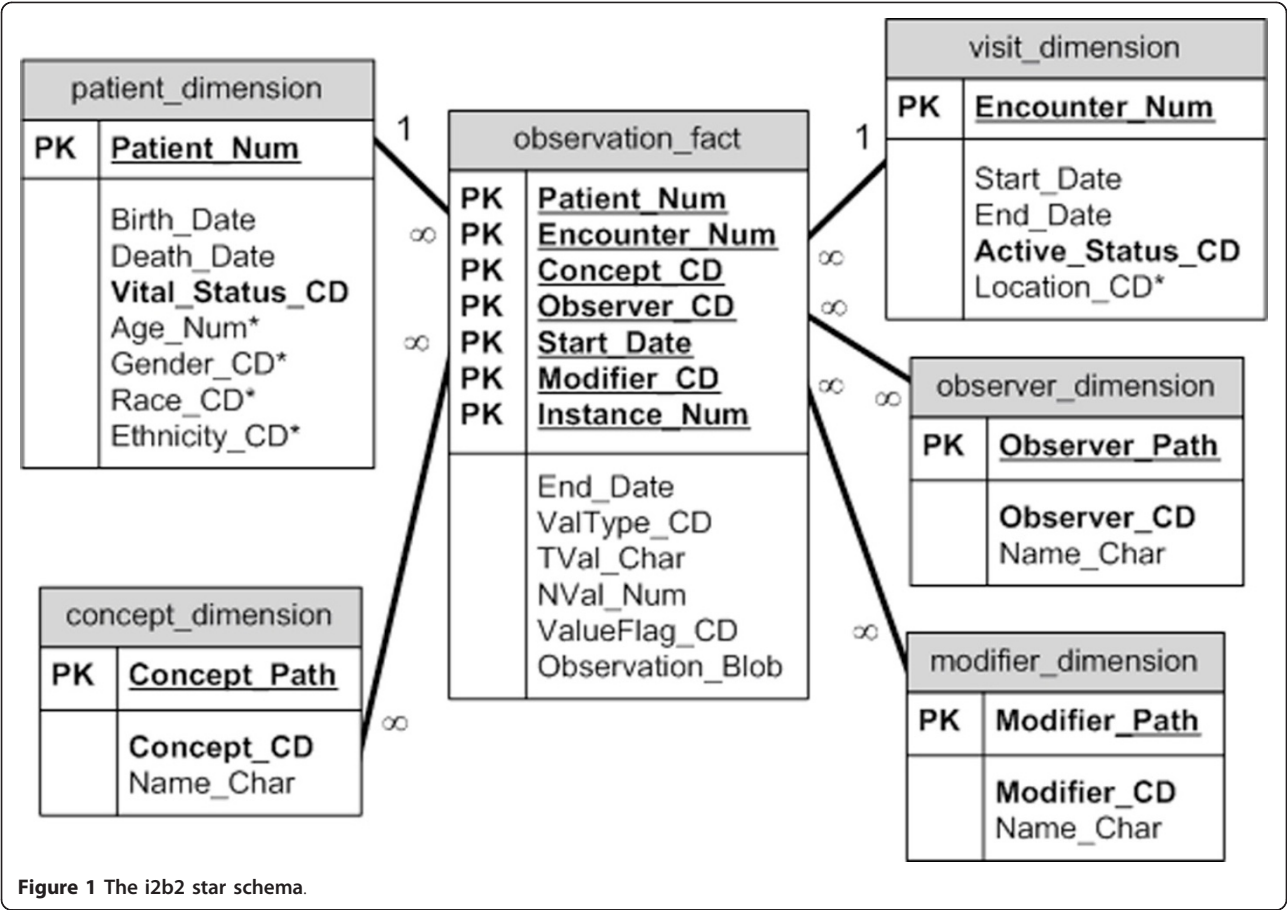 patient_dimension
PK Patient_Num
Birth_Date
Death_Date
Vital_Status_CD
Age_Num*
Gender_CD*
Race_CD*
Ethnicity_CD*
1
∞
observation_fact
PK Patient_Num
PK Encounter_Num
PK Concept_CD
PK Observer_CD
PK Start_Date
PK Modifier_CD
PK Instance_Num
End_Date
ValType_CD
TVal_Char
NVal_Num
ValueFlag_CD
Observation_Blob
visit_dimension
PK Encounter_Num
Start_Date
End_Date
Active_Status_CD
Location_CD*
1
∞
observer_dimension
PK Observer_Path
Observer_CD
Name_Char
∞
∞
concept_dimension
PK Concept_Path
Concept_CD
Name_Char
∞
∞
modifier_dimension
PK Modifier_Path
Modifier_CD
Name_Char
∞
∞
Figure 1 The i2b2 star schema.